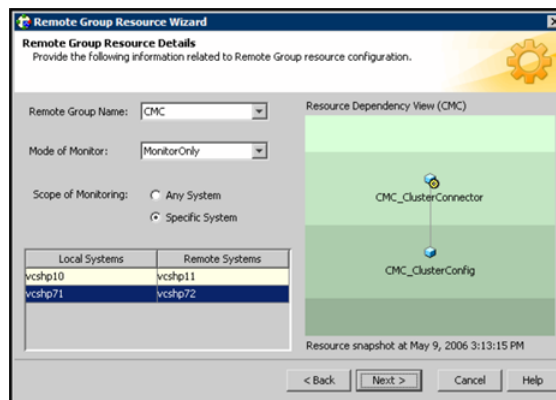 Remote Group Resource Wizard
Remote Group Resource Details
Provide the following information related to Remote Group resource configuration.
Remote Group Name: CMC
Mode of Monitor: MonitorOnly
Scope of Monitoring: Any System
Specific System
Local Systems Remote Systems
vcshp10 vcshp11
vcshp71 vcshp72
Resource Dependency View (CMC)
CMC_ClusterConnector
CMC_ClusterConfig
Resource snapshot at May 9, 2006 3:13:15 PM
< Back Next > Cancel Help